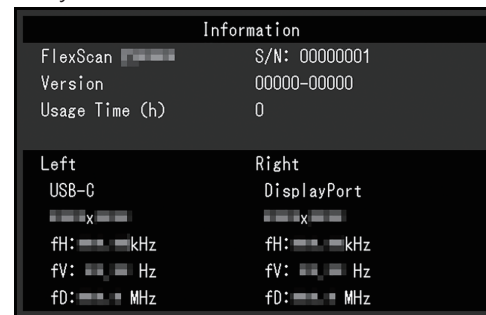 Information
FlexScan
S/N: 00000001
Version
00000-00000
Usage Time (h)
0
Left
Right
USB-C
DisplayPort
x
x
fH: kHz
fH: kHz
fV: Hz
fV: Hz
fD: MHz
fD: MHz